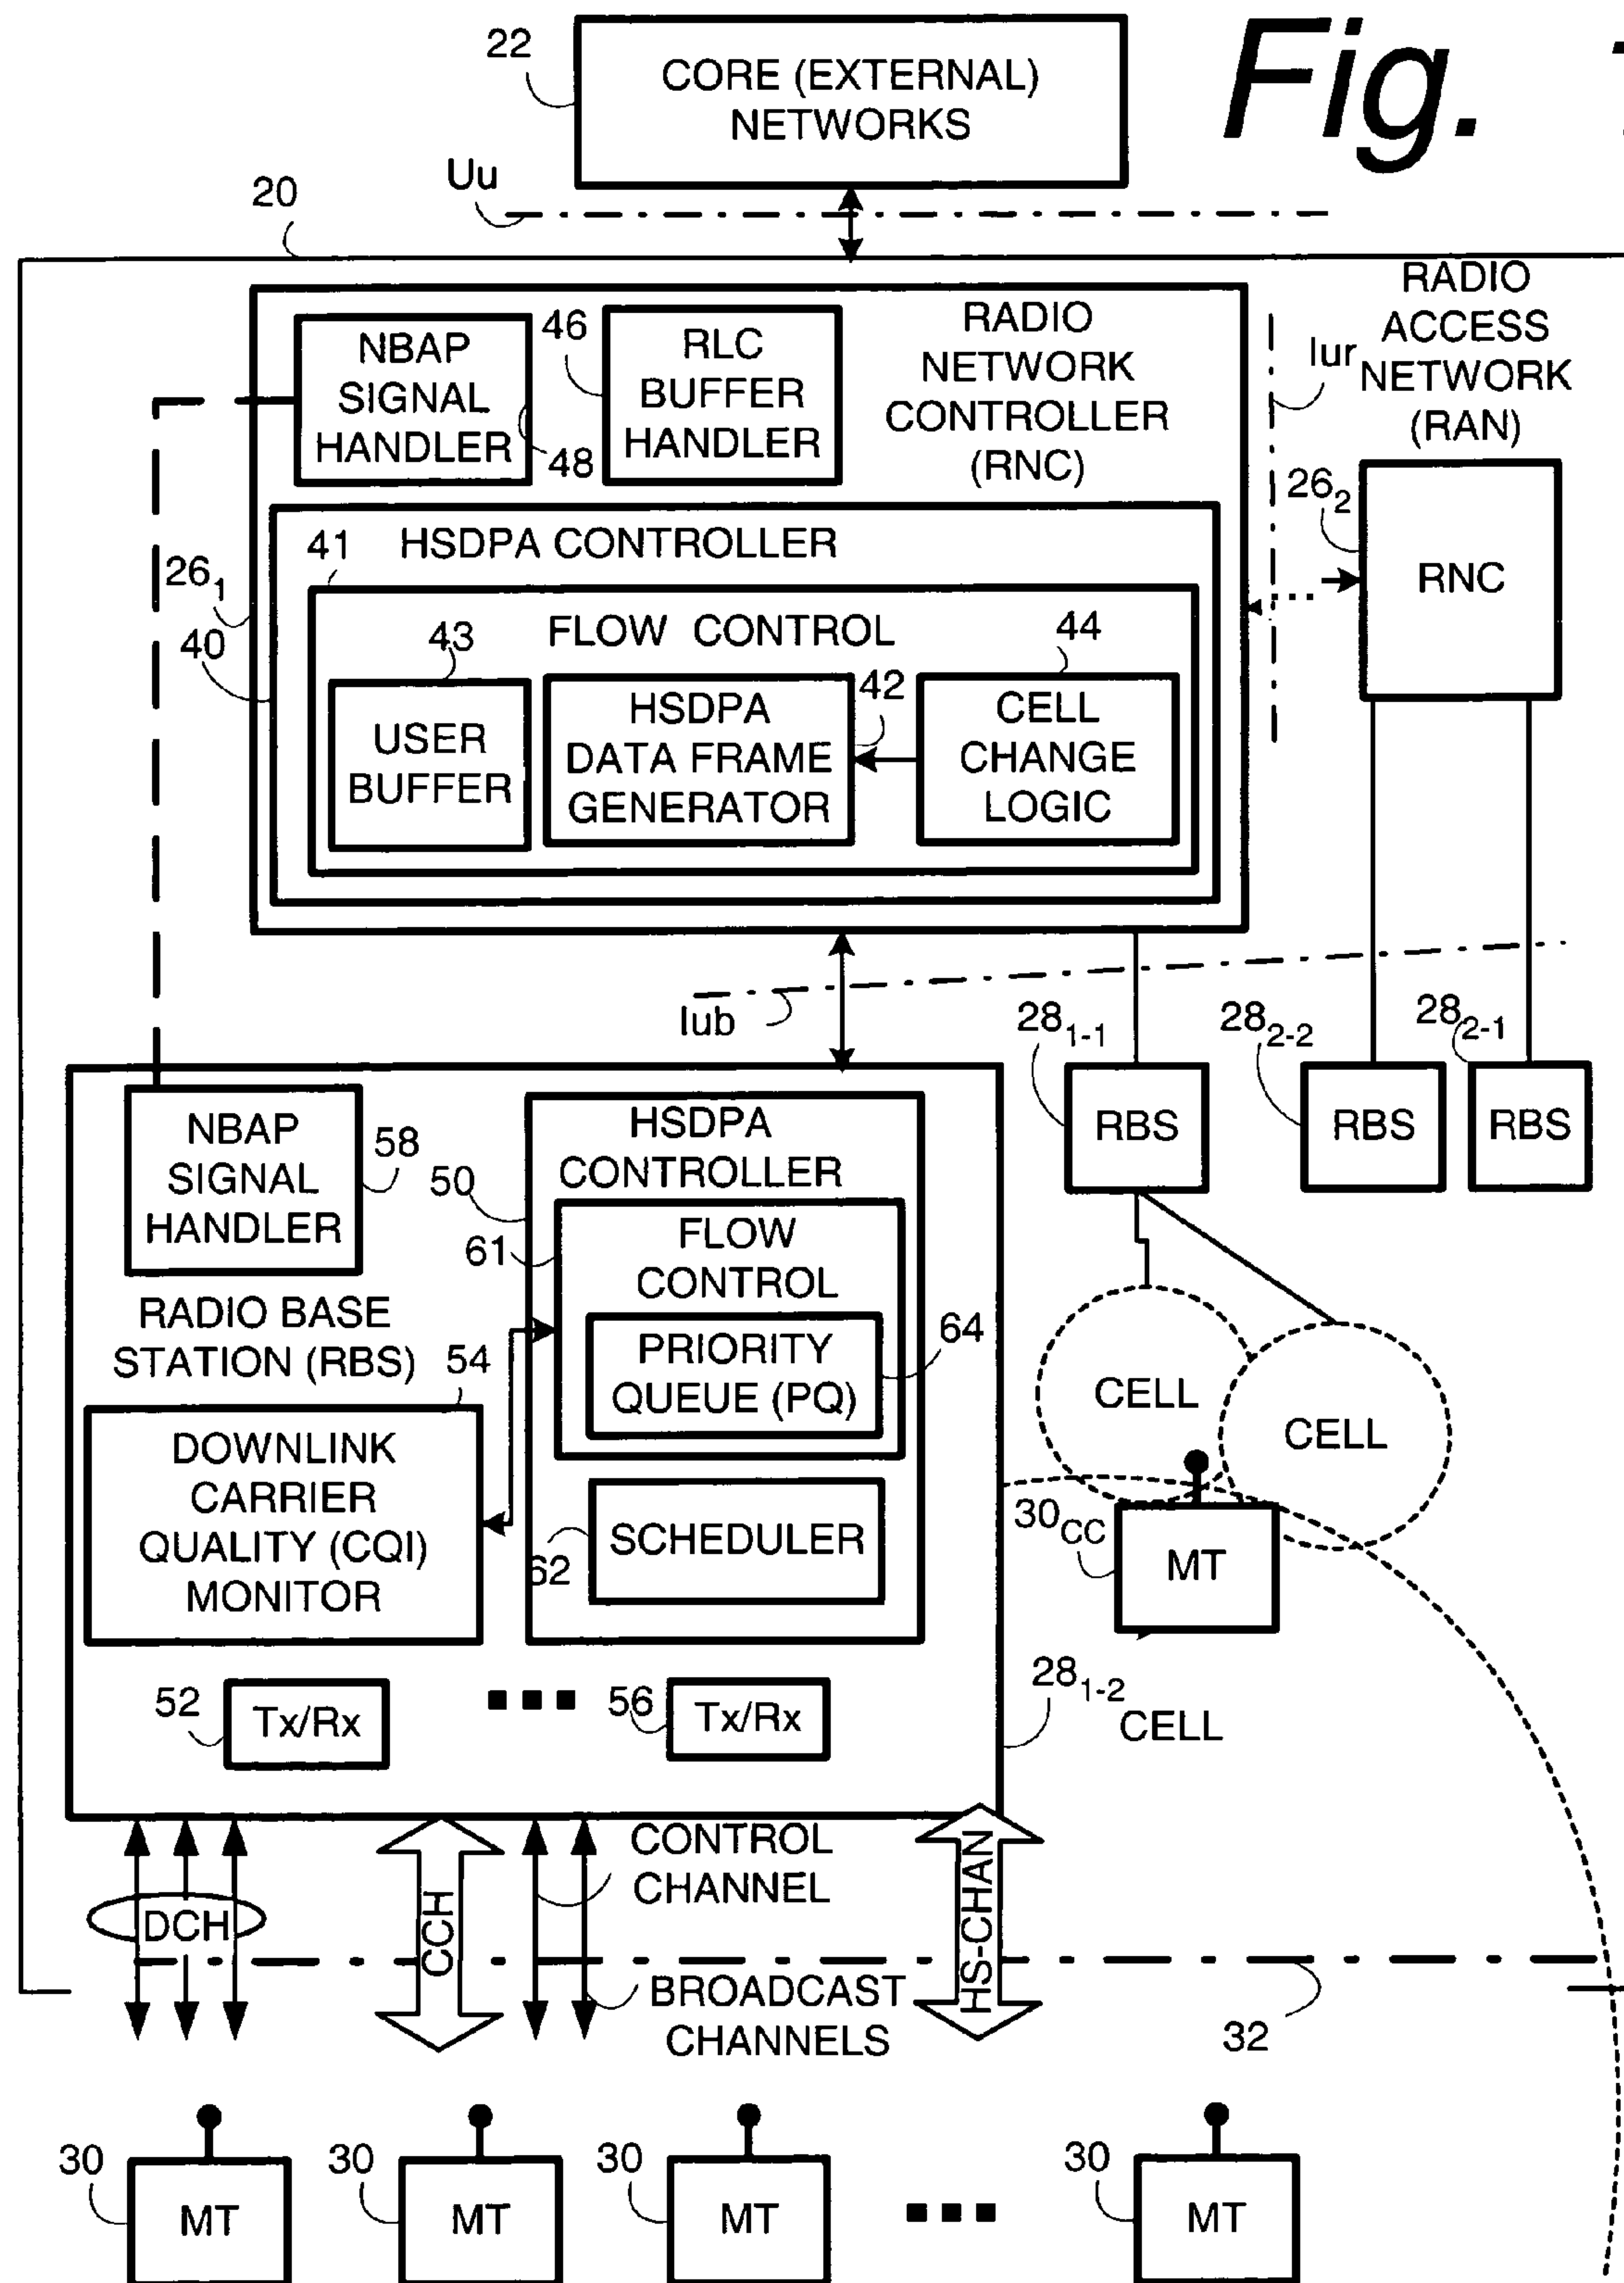 Fig.
22
CORE (EXTERNAL)
NETWORKS
Uu
20
RADIO
ACCESS
NETWORK
(RAN)
Iur
NBAP
SIGNAL
HANDLER
48
46
RLC
BUFFER
HANDLER
RADIO
NETWORK
CONTROLLER
(RNC)
26₂
RNC
26₁
40
41
HSDPA CONTROLLER
FLOW CONTROL
43
USER
BUFFER
HSDPA
DATA FRAME
GENERATOR
42
44
CELL
CHANGE
LOGIC
Iub
28₁₋₁
RBS
28₂₋₂
RBS
28₂₋₁
RBS
NBAP
SIGNAL
HANDLER
58
50
HSDPA
CONTROLLER
61
FLOW
CONTROL
PRIORITY
QUEUE (PQ)
64
RADIO BASE
STATION (RBS)
54
DOWNLINK
CARRIER
QUALITY (CQI)
MONITOR
62
SCHEDULER
CELL
CELL
30CC
MT
52
Tx/Rx
56
Tx/Rx
28₁₋₂
CELL
DCH
CCH
CONTROL
CHANNEL
HS-CHAN
BROADCAST
CHANNELS
32
30
MT
30
MT
30
MT
30
MT